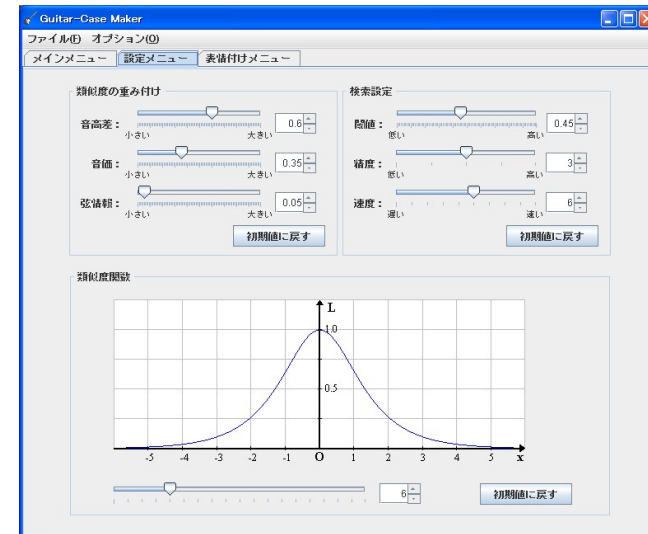 Guitar-Case Maker
ファイル(F) オプション(O)
メインメニュー 設定メニュー 表情付けメニュー
類似度の重み付け
音高差： 0.6
小さい 大きい
音価： 0.35
小さい 大きい
弦情報： 0.05
小さい 大きい
初期値に戻す
検索設定
閾値： 0.45
低い 高い
精度： 3
低い 高い
速度： 6
遅い 速い
初期値に戻す
類似度関数
L
1.0
0.5
-5 -4 -3 -2 -1 O 1 2 3 4 5 x
6 初期値に戻す